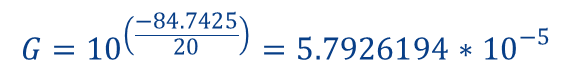 G = 10^(−84.7425/20) = 5.7926194 ∗ 10^−5